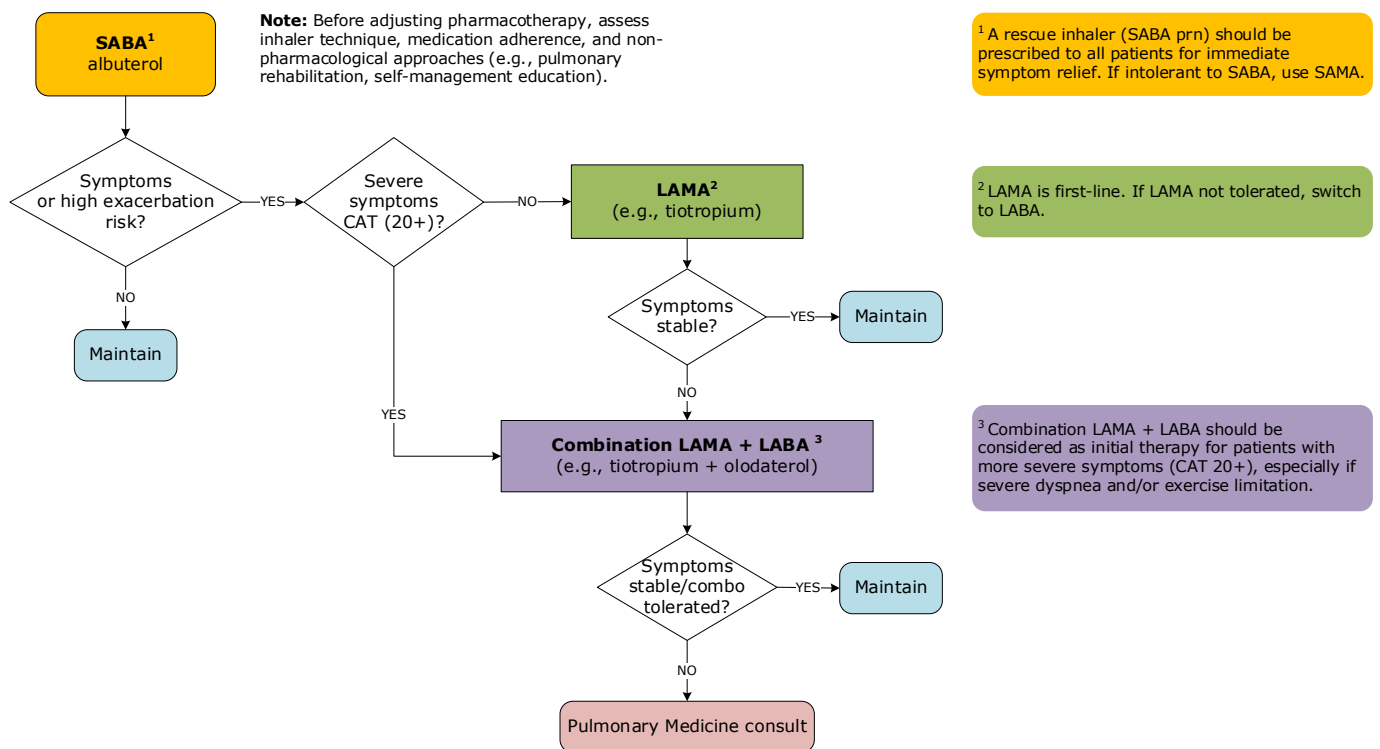 SABA¹
albuterol
Note: Before adjusting pharmacotherapy, assess
inhaler technique, medication adherence, and non-
pharmacological approaches (e.g., pulmonary
rehabilitation, self-management education).
¹ A rescue inhaler (SABA prn) should be
prescribed to all patients for immediate
symptom relief. If intolerant to SABA, use SAMA.
Symptoms
or high exacerbation
risk?
YES
Severe
symptoms
CAT (20+)?
NO
LAMA²
(e.g., tiotropium)
² LAMA is first-line. If LAMA not tolerated, switch
to LABA.
NO
Maintain
Symptoms
stable?
YES
Maintain
NO
YES
Combination LAMA + LABA ³
(e.g., tiotropium + olodaterol)
³ Combination LAMA + LABA should be
considered as initial therapy for patients with
more severe symptoms (CAT 20+), especially if
severe dyspnea and/or exercise limitation.
Symptoms
stable/combo
tolerated?
YES
Maintain
NO
Pulmonary Medicine consult